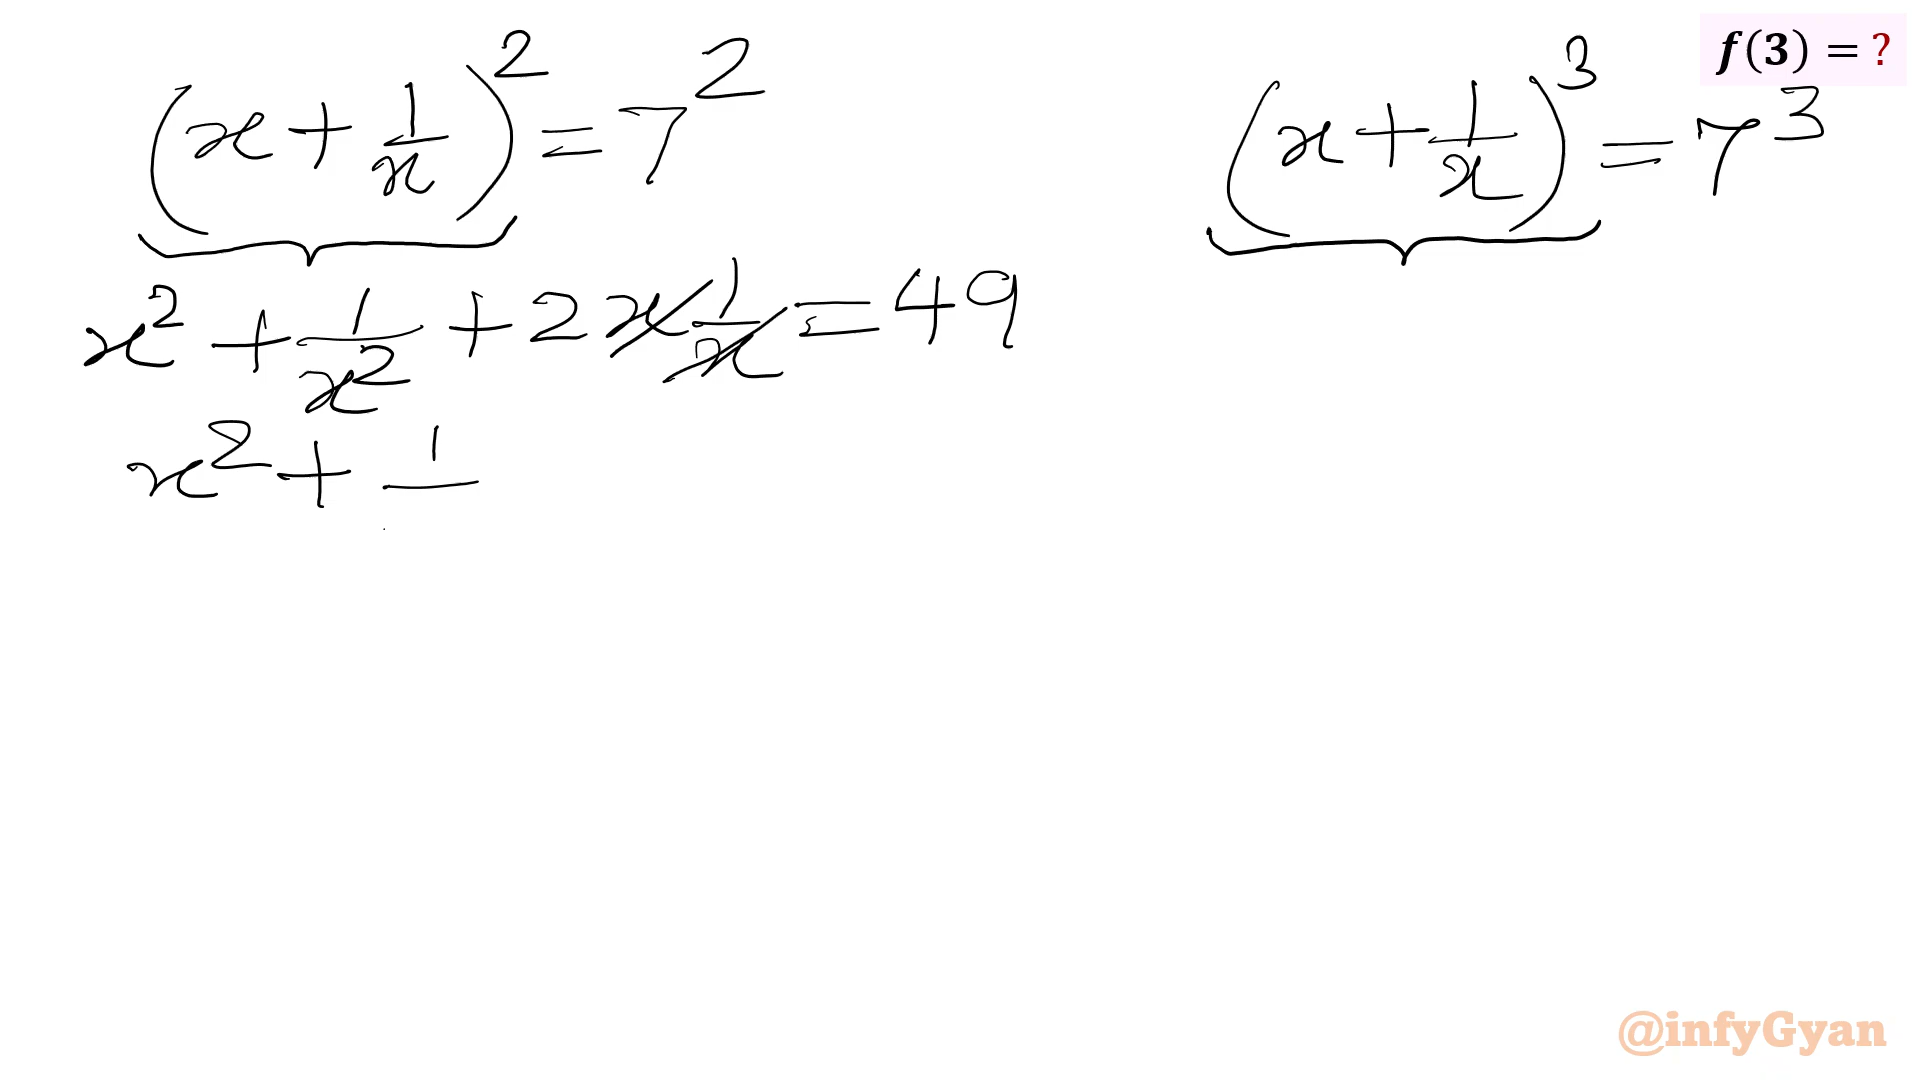 f(3) = ?
(x + 1/x)² = 7²
x² + 1/x² + 2x 1/x = 49
x² + 1/
(x + 1/x)³ = 7³
@infyGyan